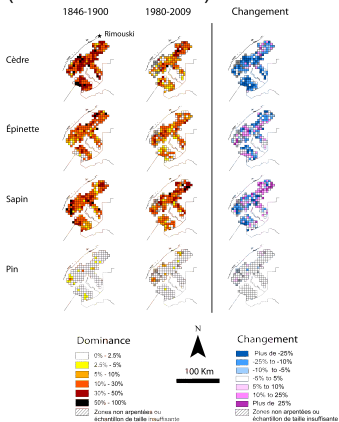 1846-1900 1980-2009 Changement
Rimouski
Cèdre
Épinette
Sapin
Pin
N
100 Km
Dominance
0% - 2.5%
2.5% - 5%
5% - 10%
10% - 30%
30% - 50%
50% - 100%
Zones non arpentées ou
échantillon de taille insuffisante
Changement
Plus de -25%
-25% to -10%
-10% to -5%
-5% to 5%
5% to 10%
10% to 25%
Plus de 25%
Zones non arpentées ou
échantillon de taille insuffisante